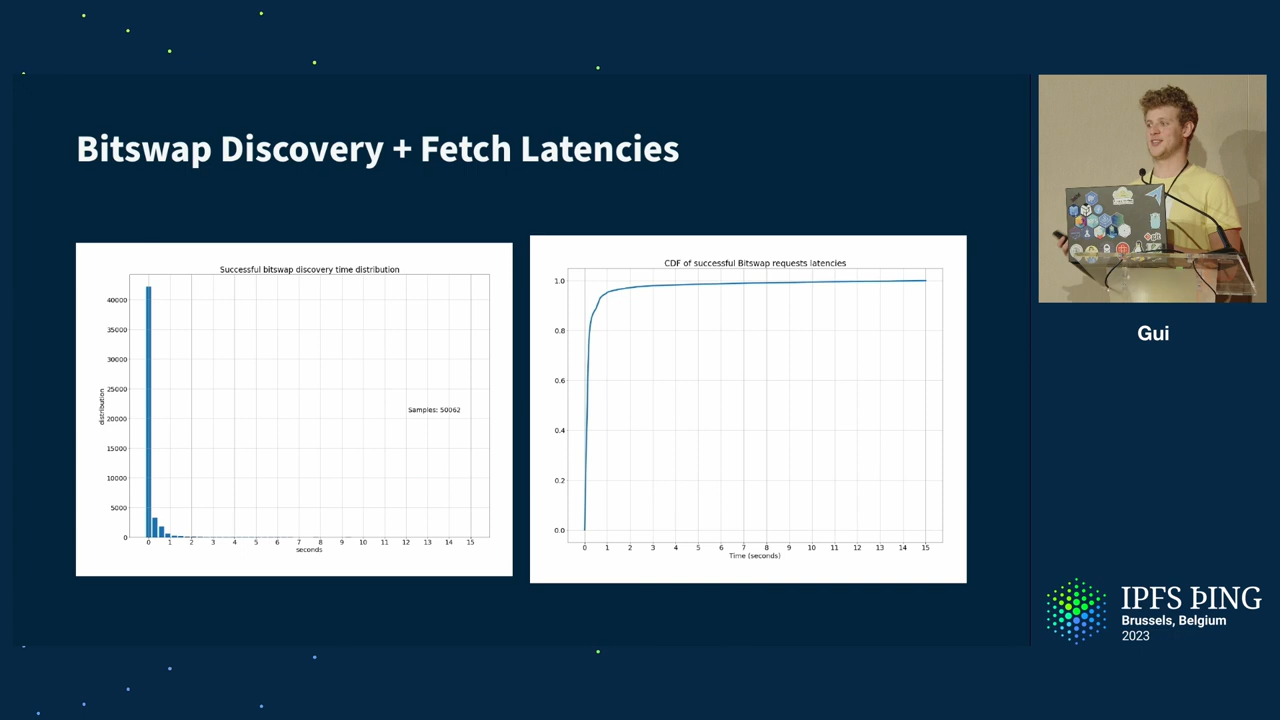 Bitswap Discovery + Fetch Latencies
Successful bitswap discovery time distribution
distribution
40000
35000
30000
25000
20000
15000
10000
5000
0
Samples: 50062
0 1 2 3 4 5 6 7 8 9 10 11 12 13 14 15
seconds
CDF of successful Bitswap requests latencies
1.0
0.8
0.6
0.4
0.2
0.0
0 1 2 3 4 5 6 7 8 9 10 11 12 13 14 15
Time (seconds)
git
Gui
IPFS ÞING
Brussels, Belgium
2023